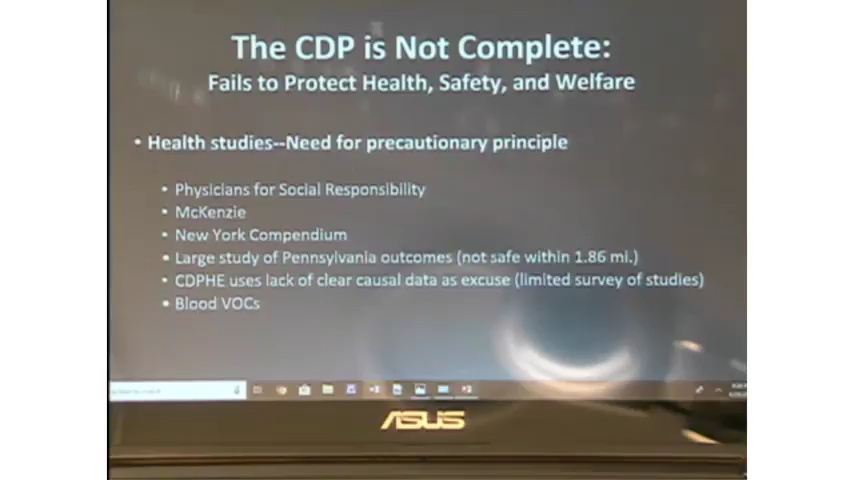 The CDP is Not Complete:
Fails to Protect Health, Safety, and Welfare
• Health studies--Need for precautionary principle
• Physicians for Social Responsibility
• McKenzie
• New York Compendium
• Large study of Pennsylvania outcomes (not safe within 1.86 mi.)
• CDPHE uses lack of clear causal data as excuse (limited survey of studies)
• Blood VOCs
ASUS